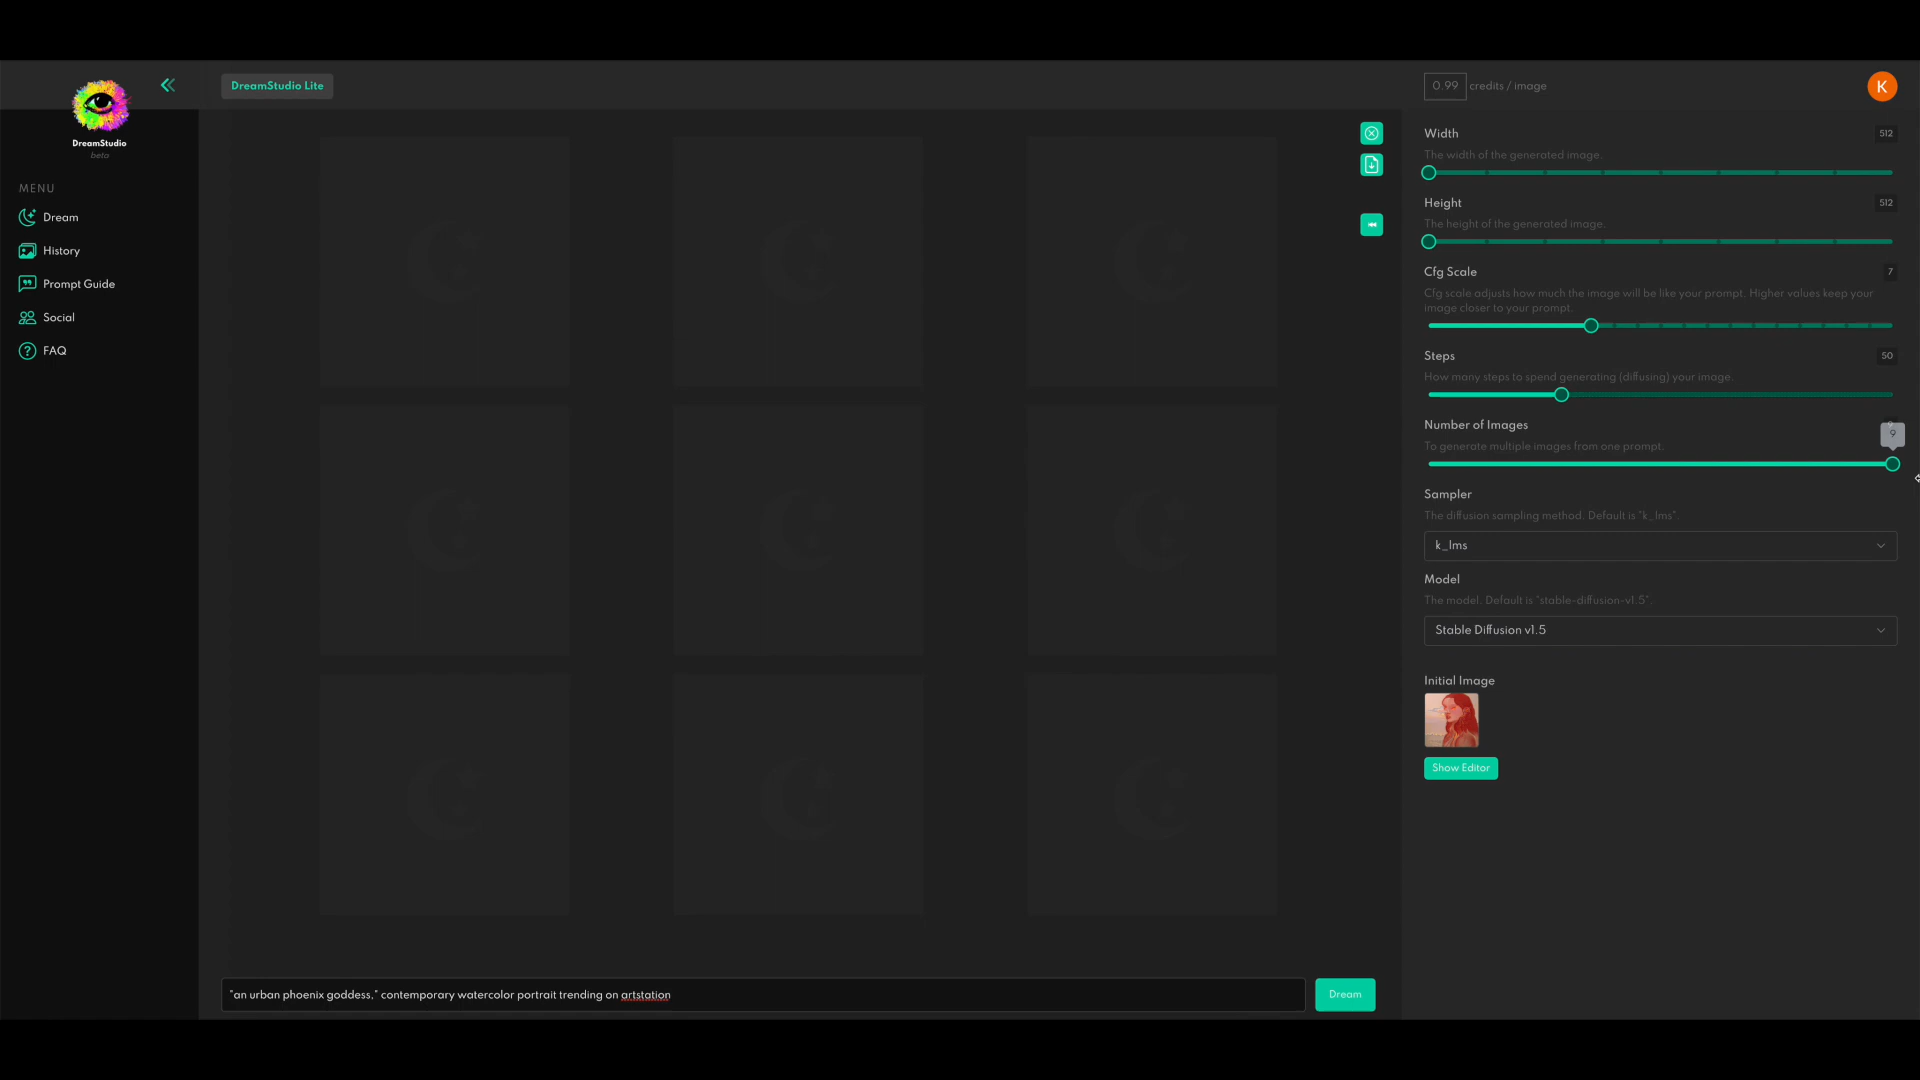 DreamStudio Lite
0.99 credits / image
K
DreamStudio
beta
MENU
Dream
History
Prompt Guide
Social
FAQ
Width
512
The width of the generated image.
Height
512
The height of the generated image.
Cfg Scale
7
Cfg scale adjusts how much the image will be like your prompt. Higher values keep your
image closer to your prompt.
Steps
50
How many steps to spend generating (diffusing) your image.
Number of Images
9
To generate multiple images from one prompt.
Sampler
The diffusion sampling method. Default is "k_lms".
k_lms
Model
The model. Default is "stable-diffusion-v1.5".
Stable Diffusion v1.5
Initial Image
Show Editor
"an urban phoenix goddess," contemporary watercolor portrait trending on artstation
Dream